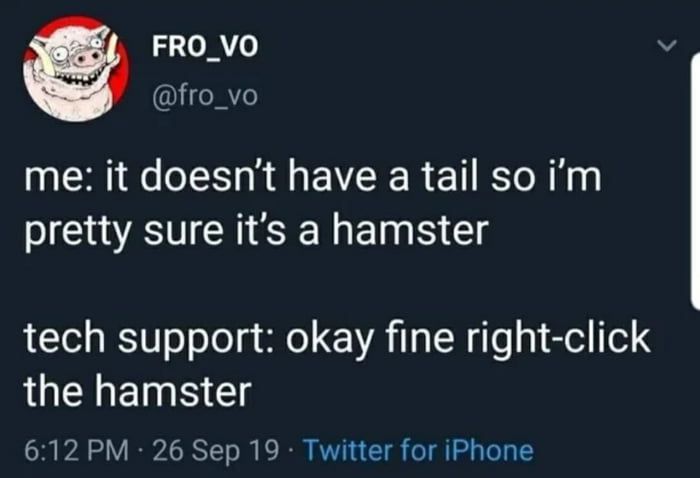 FRO_VO
@fro_vo
me: it doesn't have a tail so i'm
pretty sure it's a hamster
tech support: okay fine right-click
the hamster
6:12 PM · 26 Sep 19 · Twitter for iPhone